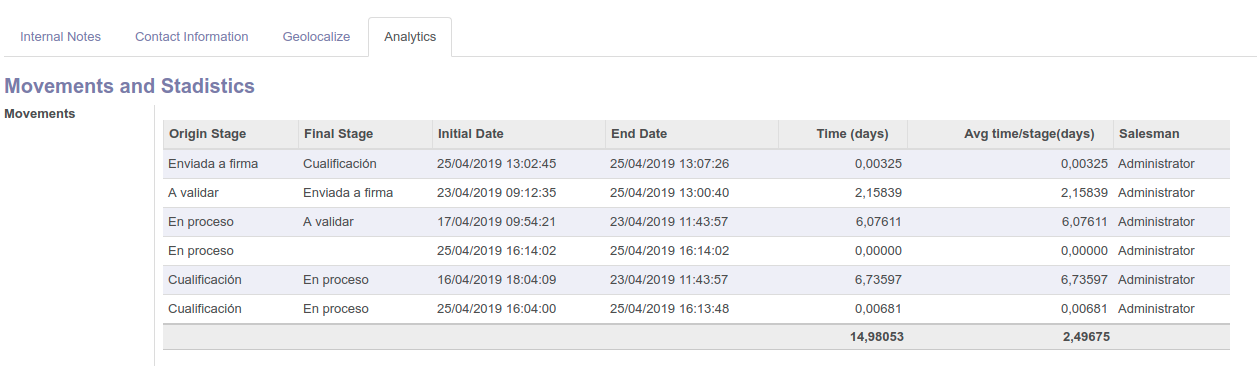 Internal Notes Contact Information Geolocalize Analytics
Movements and Stadistics
Movements
Origin Stage Final Stage Initial Date End Date Time (days) Avg time/stage(days) Salesman
Enviada a firma Cualificación 25/04/2019 13:02:45 25/04/2019 13:07:26 0,00325 0,00325 Administrator
A validar Enviada a firma 23/04/2019 09:12:35 25/04/2019 13:00:40 2,15839 2,15839 Administrator
En proceso A validar 17/04/2019 09:54:21 23/04/2019 11:43:57 6,07611 6,07611 Administrator
En proceso 25/04/2019 16:14:02 25/04/2019 16:14:02 0,00000 0,00000 Administrator
Cualificación En proceso 16/04/2019 18:04:09 23/04/2019 11:43:57 6,73597 6,73597 Administrator
Cualificación En proceso 25/04/2019 16:04:00 25/04/2019 16:13:48 0,00681 0,00681 Administrator
14,98053 2,49675